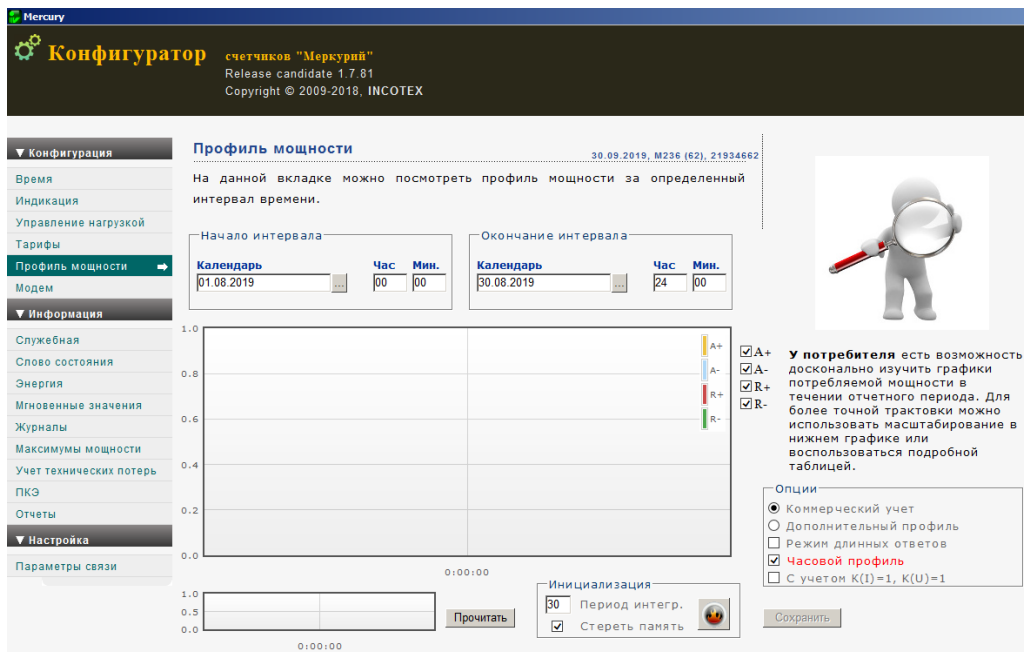 Mercury
Конфигуратор
счетчиков "Меркурий"
Release candidate 1.7.81
Copyright © 2009-2018, INCOTEX
▼ Конфигурация
Время
Индикация
Управление нагрузкой
Тарифы
Профиль мощности
Модем
▼ Информация
Служебная
Слово состояния
Энергия
Мгновенные значения
Журналы
Максимумы мощности
Учет технических потерь
ПКЭ
Отчеты
▼ Настройка
Параметры связи
Профиль мощности
30.09.2019, M236 (62), 21934662
На данной вкладке можно посмотреть профиль мощности за определенный
интервал времени.
Начало интервала
Календарь Час Мин.
01.08.2019 ... 00 00
Окончание интервала
Календарь Час Мин.
30.08.2019 ... 24 00
1.0
0.8
0.6
0.4
0.2
0.0
0:00:00
A+
A-
R+
R-
A+
A-
R+
R-
1.0
0.5
0.0
0:00:00
Прочитать
Инициализация
30 Период интегр.
Стереть память
У потребителя есть возможность
досконально изучить графики
потребляемой мощности в
течении отчетного периода. Для
более точной трактовки можно
использовать масштабирование в
нижнем графике или
воспользоваться подробной
таблицей.
Опции
Коммерческий учет
Дополнительный профиль
Режим длинных ответов
Часовой профиль
С учетом K(I)=1, K(U)=1
Сохранить